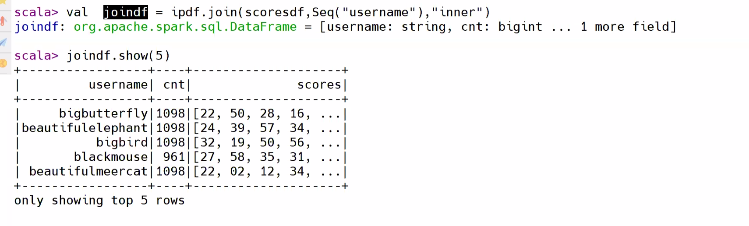 scala> val  joindf = ipdf.join(scoresdf,Seq("username"),"inner")
joindf: org.apache.spark.sql.DataFrame = [username: string, cnt: bigint ... 1 more field]
scala> joindf.show(5)
+-----------------+----+--------------------+
|         username| cnt|              scores|
+-----------------+----+--------------------+
|     bigbutterfly|1098|[22, 50, 28, 16, ...|
|beautifulelephant|1098|[24, 39, 57, 34, ...|
|          bigbird|1098|[32, 19, 50, 56, ...|
|       blackmouse| 961|[27, 58, 35, 31, ...|
| beautifulmeercat|1098|[22, 02, 12, 34, ...|
+-----------------+----+--------------------+
only showing top 5 rows